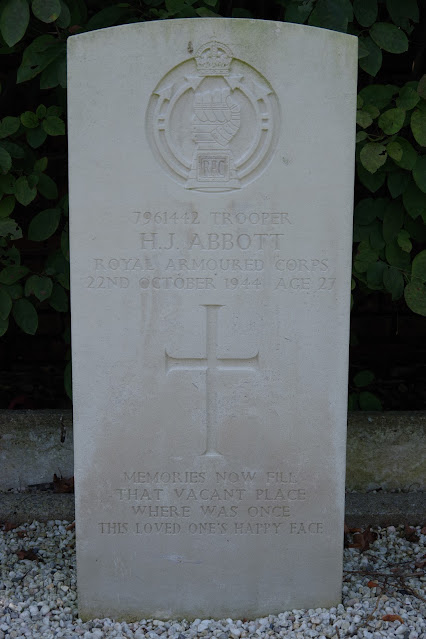 RAC
7961442 TROOPER
H.J. ABBOTT
ROYAL ARMOURED CORPS
22ND OCTOBER 1944 AGE 27
MEMORIES NOW FILL
THAT VACANT PLACE
WHERE WAS ONCE
THIS LOVED ONE'S HAPPY FACE